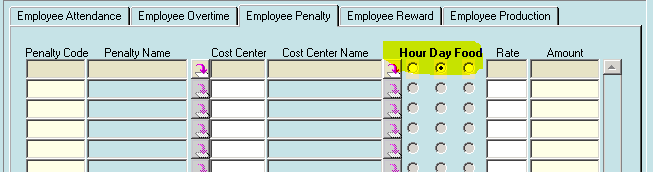 Employee Attendance Employee Overtime Employee Penalty Employee Reward Employee Production
Penalty Code Penalty Name Cost Center Cost Center Name Hour Day Food Rate Amount